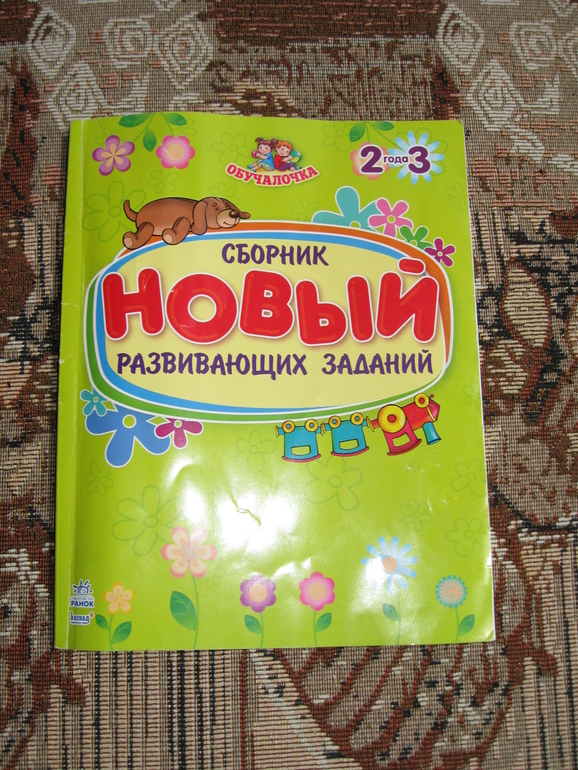 ОБУЧАЛОЧКА
2 года 3
СБОРНИК
НОВЫЙ
РАЗВИВАЮЩИХ ЗАДАНИЙ
РАНОК